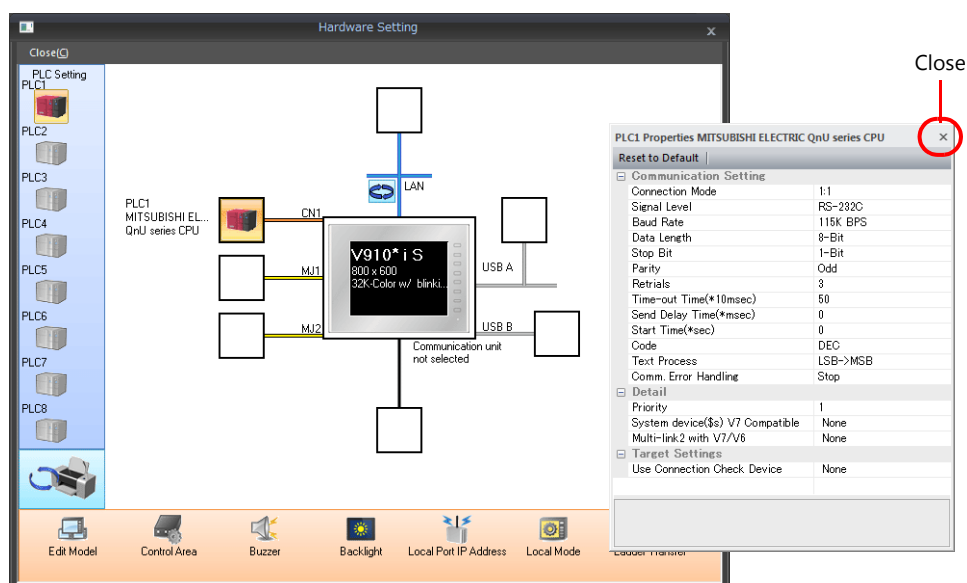 Hardware Setting
Close(C)
Close
PLC Setting
PLC1
PLC2
PLC3
PLC4
PLC5
PLC6
PLC7
PLC8
LAN
PLC1
MITSUBISHI EL...
QnU series CPU
CN1
MJ1
MJ2
V910* i S
800 x 600
32K-Color w/ blinki...
USB A
USB B
Communication unit
not selected
PLC1 Properties MITSUBISHI ELECTRIC QnU series CPU
Reset to Default
Communication Setting
Connection Mode 1:1
Signal Level RS-232C
Baud Rate 115K BPS
Data Length 8-Bit
Stop Bit 1-Bit
Parity Odd
Retrials 3
Time-out Time(*10msec) 50
Send Delay Time(*msec) 0
Start Time(*sec) 0
Code DEC
Text Process LSB->MSB
Comm. Error Handling Stop
Detail
Priority 1
System device($s) V7 Compatible None
Multi-link2 with V7/V6 None
Target Settings
Use Connection Check Device None
Edit Model
Control Area
Buzzer
Backlight
Local Port IP Address
Local Mode
Ladder Transfer